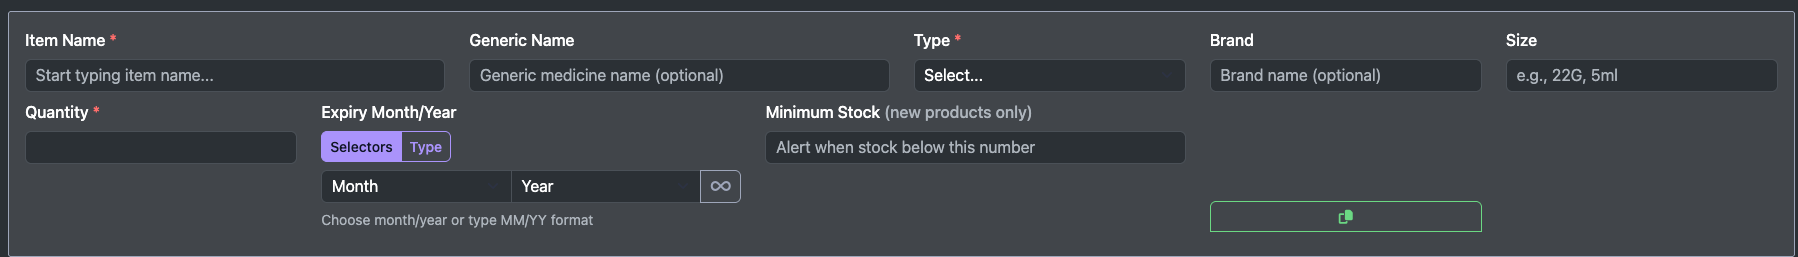 Item Name * Generic Name Type * Brand Size
Start typing item name... Generic medicine name (optional) Select... Brand name (optional) e.g., 22G, 5ml
Quantity * Expiry Month/Year Minimum Stock (new products only)
Selectors Type Alert when stock below this number
Month Year
Choose month/year or type MM/YY format